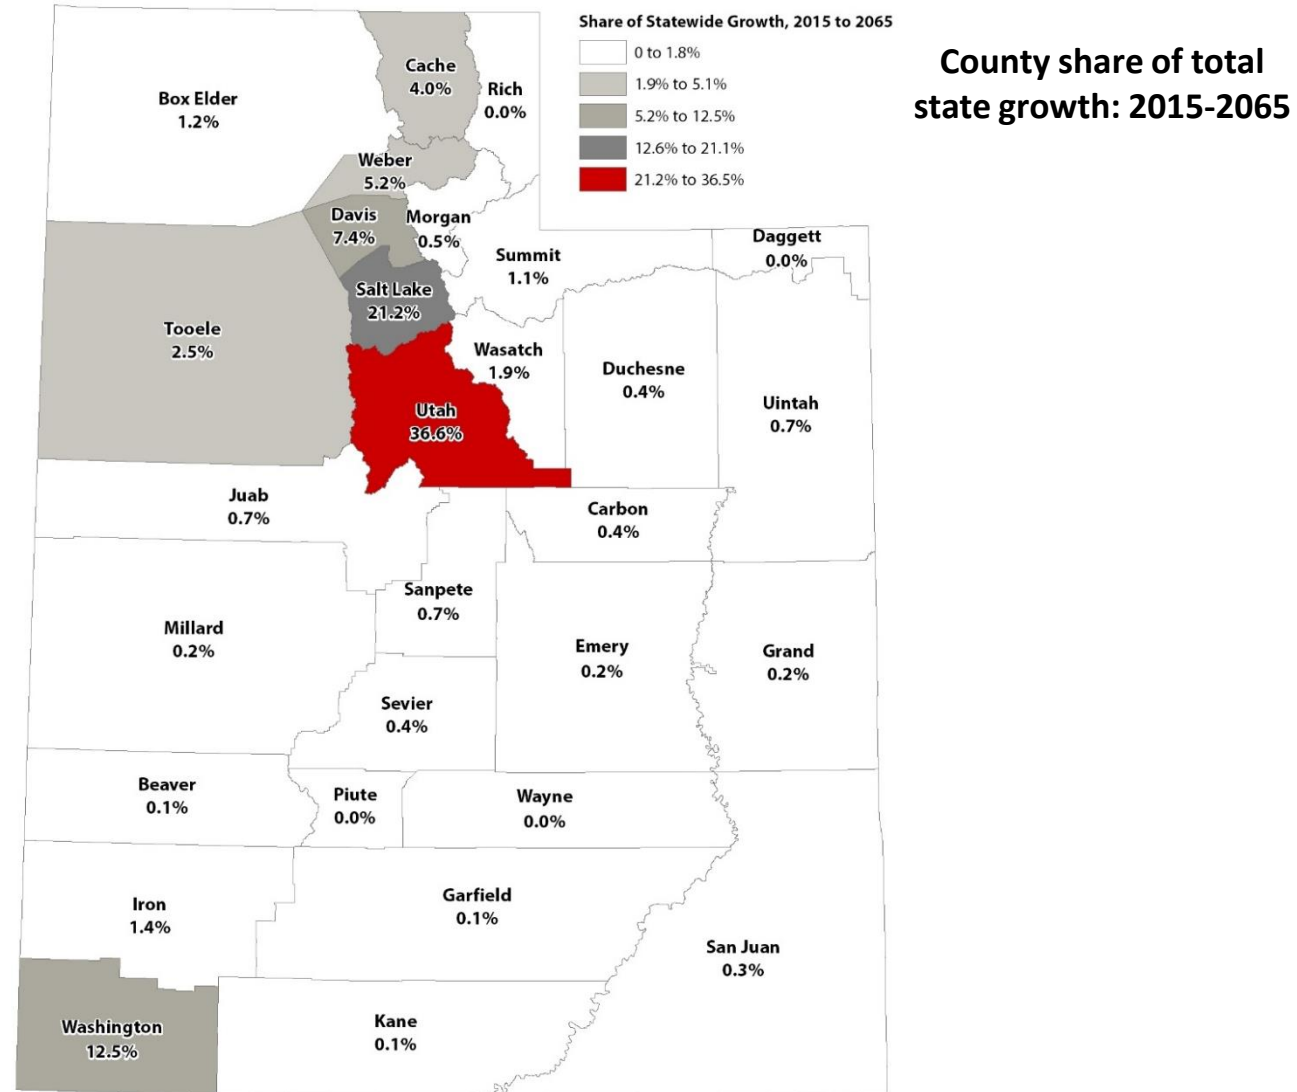 Share of Statewide Growth, 2015 to 2065
0 to 1.8%
1.9% to 5.1%
5.2% to 12.5%
12.6% to 21.1%
21.2% to 36.5%
County share of total
state growth: 2015-2065
Cache
4.0%
Rich
0.0%
Box Elder
1.2%
Weber
5.2%
Davis
7.4%
Morgan
0.5%
Summit
1.1%
Daggett
0.0%
Salt Lake
21.2%
Tooele
2.5%
Wasatch
1.9%
Duchesne
0.4%
Uintah
0.7%
Utah
36.6%
Juab
0.7%
Carbon
0.4%
Sanpete
0.7%
Millard
0.2%
Emery
0.2%
Grand
0.2%
Sevier
0.4%
Beaver
0.1%
Piute
0.0%
Wayne
0.0%
Iron
1.4%
Garfield
0.1%
San Juan
0.3%
Washington
12.5%
Kane
0.1%